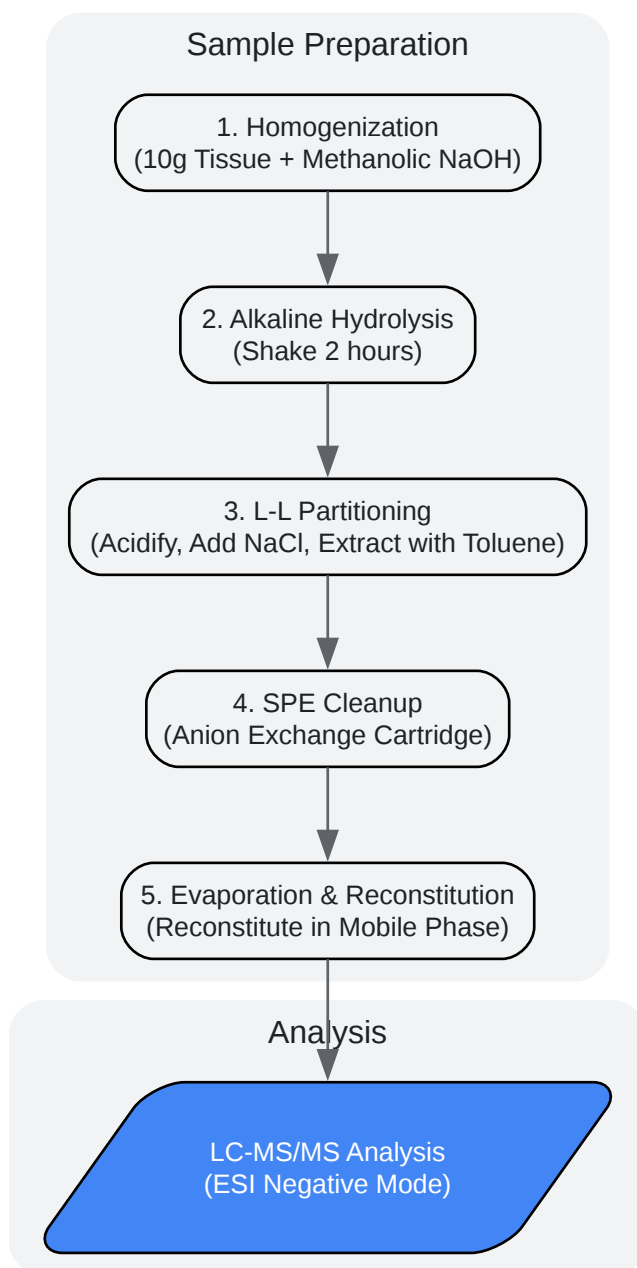 Sample Preparation
1. Homogenization
(10g Tissue + Methanolic NaOH)
2. Alkaline Hydrolysis
(Shake 2 hours)
3. L-L Partitioning
(Acidify, Add NaCl, Extract with Toluene)
4. SPE Cleanup
(Anion Exchange Cartridge)
5. Evaporation & Reconstitution
(Reconstitute in Mobile Phase)
Analysis
LC-MS/MS Analysis
(ESI Negative Mode)